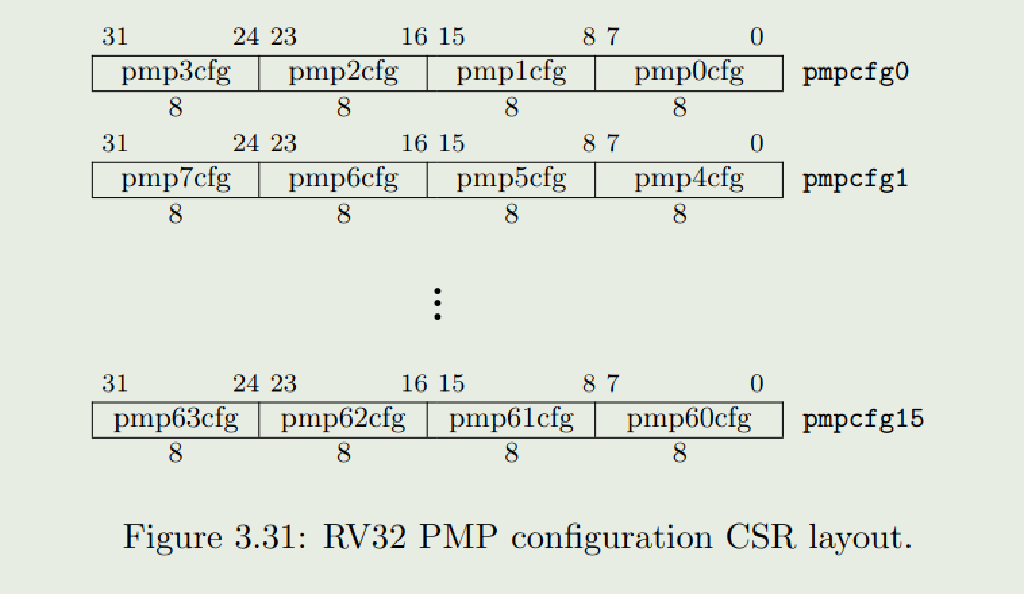 31 24 23 16 15 8 7 0
pmp3cfg pmp2cfg pmp1cfg pmp0cfg pmpcfg0
8 8 8 8
31 24 23 16 15 8 7 0
pmp7cfg pmp6cfg pmp5cfg pmp4cfg pmpcfg1
8 8 8 8
⋮
31 24 23 16 15 8 7 0
pmp63cfg pmp62cfg pmp61cfg pmp60cfg pmpcfg15
8 8 8 8
Figure 3.31: RV32 PMP configuration CSR layout.